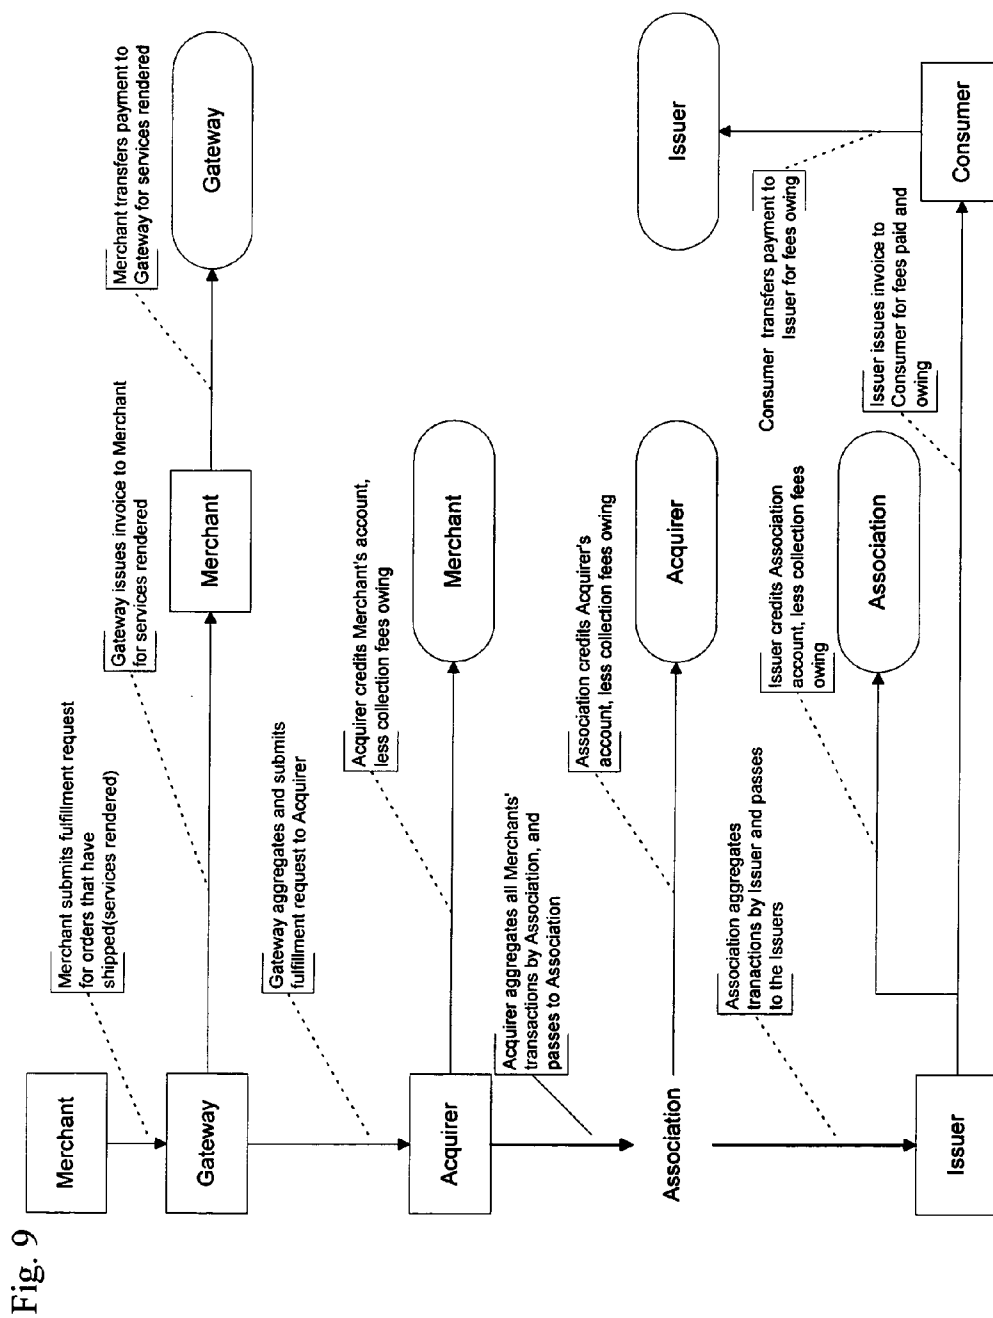 Fig. 9
Merchant
Merchant submits fulfillment request
for orders that have
shipped(services rendered)
Gateway
Gateway issues invoice to Merchant
for services rendered
Merchant
Merchant transfers payment to
Gateway for services rendered
Gateway
Gateway aggregates and submits
fulfillment request to Acquirer
Acquirer
Acquirer credits Merchant's account,
less collection fees owing
Merchant
Acquirer aggregates all Merchants'
transactions by Association, and
passes to Association
Association
Association credits Acquirer's
account, less collection fees owing
Acquirer
Association aggregates
tranactions by Issuer and passes
to the Issuers
Issuer
Issuer credits Association
account, less collection fees
owing
Association
Issuer issues invoice to
Consumer for fees paid and
owing
Consumer
Consumer transfers payment to
Issuer for fees owing
Issuer